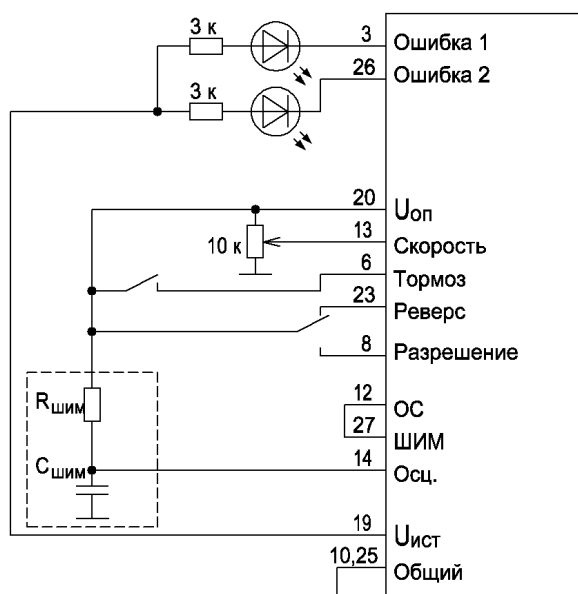 3 к
3
Ошибка 1
26
Ошибка 2
3 к
20
Uоп
13
10 к
Скорость
6
Тормоз
23
Реверс
8
Разрешение
Rшим
12
ОС
27
ШИМ
Cшим
14
Осц.
19
Uист
10,25
Общий